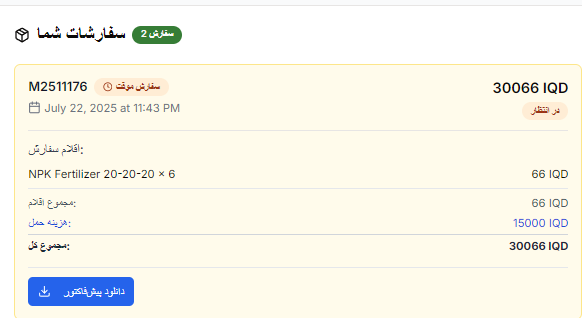 سفارشات شما
2 سفارش
M2511176
سفارش موقت
30066 IQD
July 22, 2025 at 11:43 PM
در انتظار
اقلام سفارش:
NPK Fertilizer 20-20-20 × 6
66 IQD
مجموع اقلام:
66 IQD
هزینه حمل:
15000 IQD
مجموع کل:
30066 IQD
دانلود پیش‌فاکتور